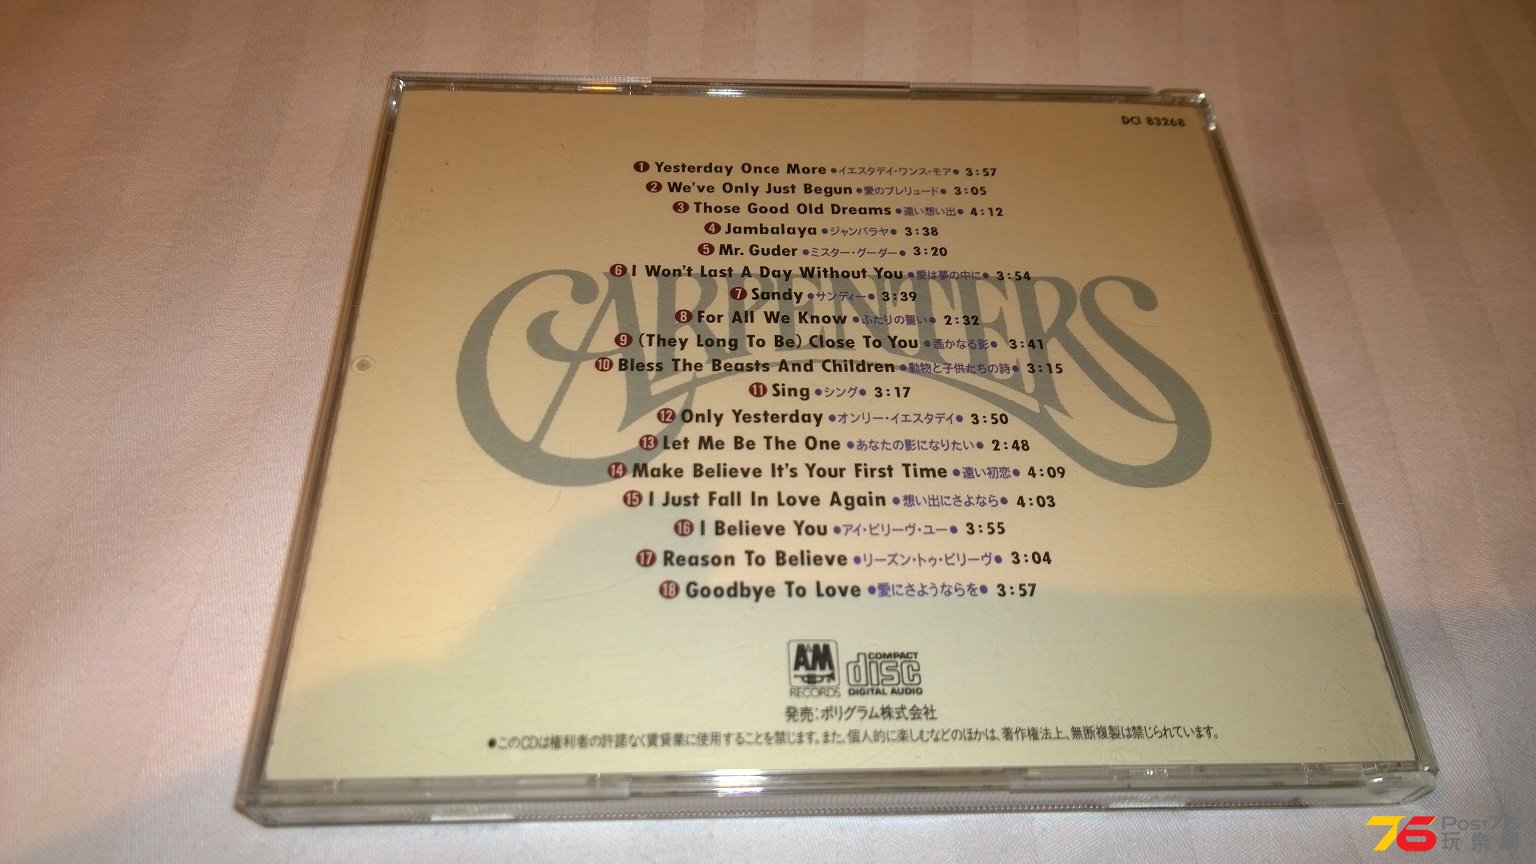 DCI 83268
1 Yesterday Once More ●イエスタデイ・ワンス・モア● 3:57
2 We've Only Just Begun ●愛のプレリュード● 3:05
3 Those Good Old Dreams ●遠い想い出● 4:12
4 Jambalaya ●ジャンバラヤ● 3:38
5 Mr. Guder ●ミスター・グーダー● 3:20
6 I Won't Last A Day Without You ●愛は夢の中に● 3:54
7 Sandy ●サンディー● 3:39
8 For All We Know ●ふたりの誓い● 2:32
9 (They Long To Be) Close To You ●遙かなる影● 3:41
10 Bless The Beasts And Children ●動物と子供たちの詩● 3:15
11 Sing ●シング● 3:17
12 Only Yesterday ●オンリー・イエスタデイ● 3:50
13 Let Me Be The One ●あなたの影になりたい● 2:48
14 Make Believe It's Your First Time ●遠い初恋● 4:09
15 I Just Fall In Love Again ●想い出にさよなら● 4:03
16 I Believe You ●アイ・ビリーヴ・ユー● 3:55
17 Reason To Believe ●リーズン・トゥ・ビリーヴ● 3:04
18 Goodbye To Love ●愛にさようならを● 3:57
CARPENTERS
A&M RECORDS
COMPACT disc DIGITAL AUDIO
発売：ポリグラム株式会社
●このCDは権利者の許諾なく賃貸業に使用することを禁じます。また、個人的に楽しむなどのほかは、著作権法上、無断複製は禁じられています。
76 Post76
玩樂